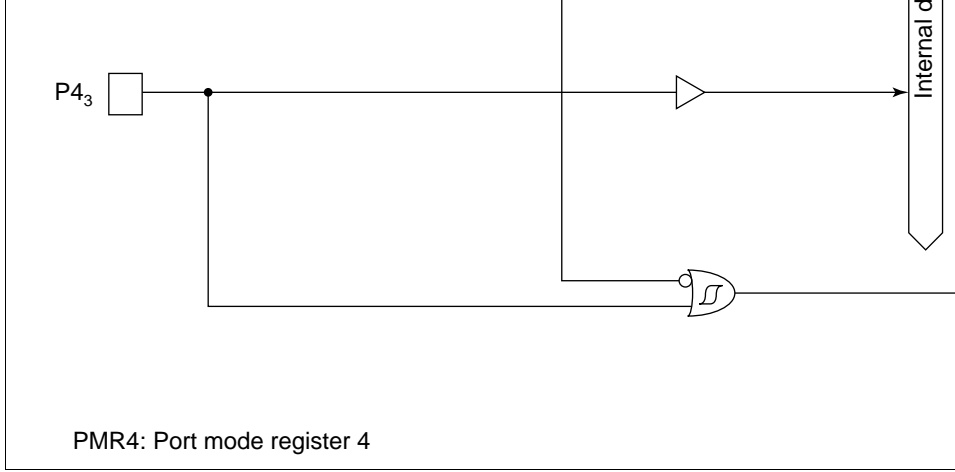 P4₃
Internal
PMR4: Port mode register 4